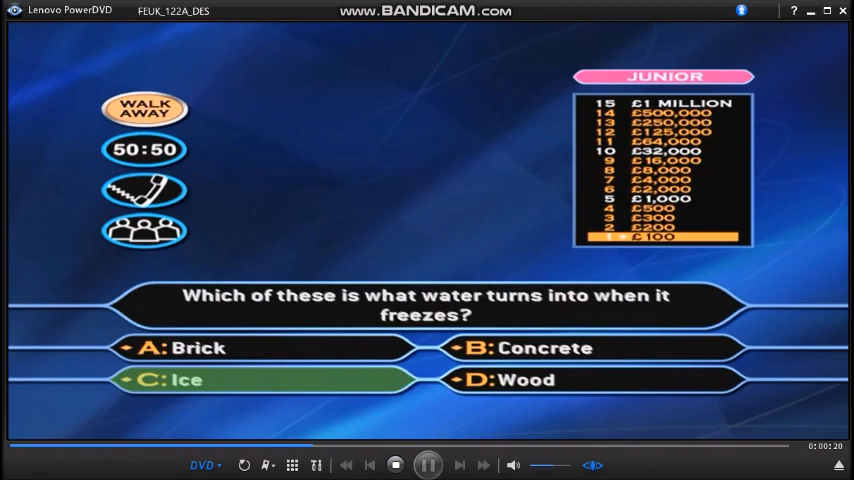 Lenovo PowerDVD
FEUK_122A_DES
www.BANDICAM.com
?
JUNIOR
WALK AWAY
50:50
15 £1 MILLION
14 £500,000
13 £250,000
12 £125,000
11 £64,000
10 £32,000
9 £16,000
8 £8,000
7 £4,000
6 £2,000
5 £1,000
4 £500
3 £300
2 £200
1 £100
Which of these is what water turns into when it
freezes?
A: Brick
B: Concrete
C: Ice
D: Wood
0:00:20
DVD